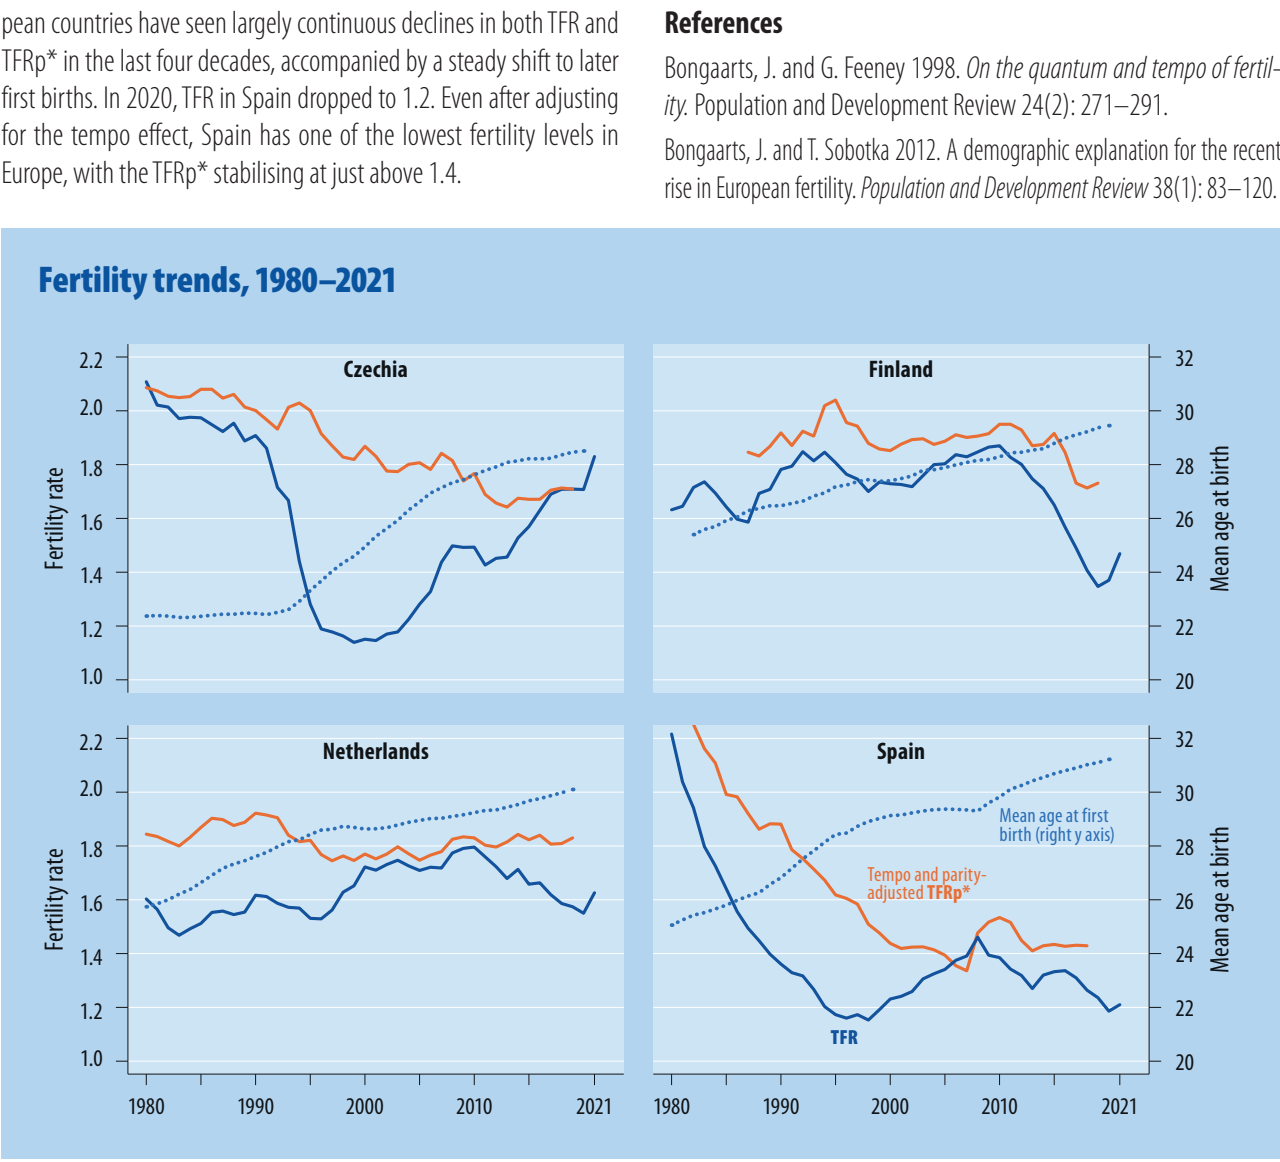 pean countries have seen largely continuous declines in both TFR and
TFRp* in the last four decades, accompanied by a steady shift to later
first births. In 2020, TFR in Spain dropped to 1.2. Even after adjusting
for the tempo effect, Spain has one of the lowest fertility levels in
Europe, with the TFRp* stabilising at just above 1.4.
References
Bongaarts, J. and G. Feeney 1998. On the quantum and tempo of fertil–
ity. Population and Development Review 24(2): 271–291.
Bongaarts, J. and T. Sobotka 2012. A demographic explanation for the recent
rise in European fertility. Population and Development Review 38(1): 83–120.
Fertility trends, 1980–2021
Czechia
Fertility rate
2.2
2.0
1.8
1.6
1.4
1.2
1.0
Finland
32
30
28
26
24
22
20
Mean age at birth
Netherlands
Fertility rate
2.2
2.0
1.8
1.6
1.4
1.2
1.0
1980
1990
2000
2010
2021
Spain
Mean age at first
birth (right y axis)
Tempo and parity-
adjusted TFRp*
TFR
32
30
28
26
24
22
20
Mean age at birth
1980
1990
2000
2010
2021